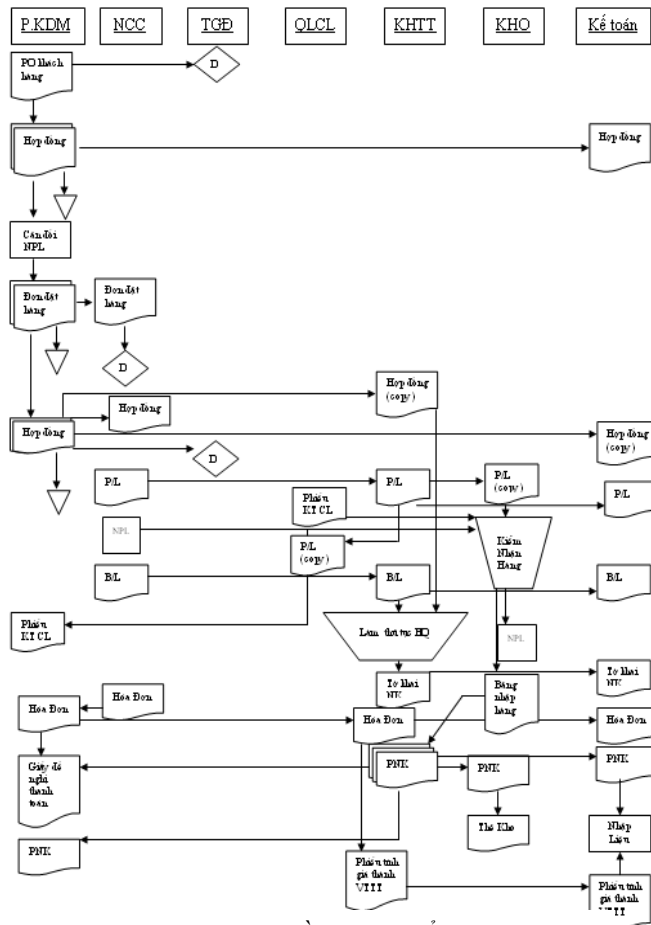 P.KDM NCC TGĐ QLCL KHTT KHO Kế toán
PO khách
hàng
D
Hợp đồng
Hợp đồng
Cân đối
NPL
Đơn đặt
hàng
Đơn đặt
hàng
D
Hợp đồng
(copy)
Hợp đồng
Hợp đồng
Hợp đồng
(copy)
D
P/L
P/L
P/L
(copy)
P/L
Phiếu
KTCL
NPL
P/L
(copy)
Kiểm
Nhận
Hàng
B/L
B/L
B/L
Phiếu
KTCL
Làm thủ tục HQ
NPL
Tờ khai
NK
Bảng
nhập
hàng
Tờ khai
NK
Hóa Đơn
Hóa Đơn
Hóa Đơn
Hóa Đơn
Giấy đề
nghị
thanh
toán
PNK
PNK
PNK
Thẻ Kho
Nhập
Liệu
PNK
Phiếu tính
giá thành
VTTT
Phiếu tính
giá thành